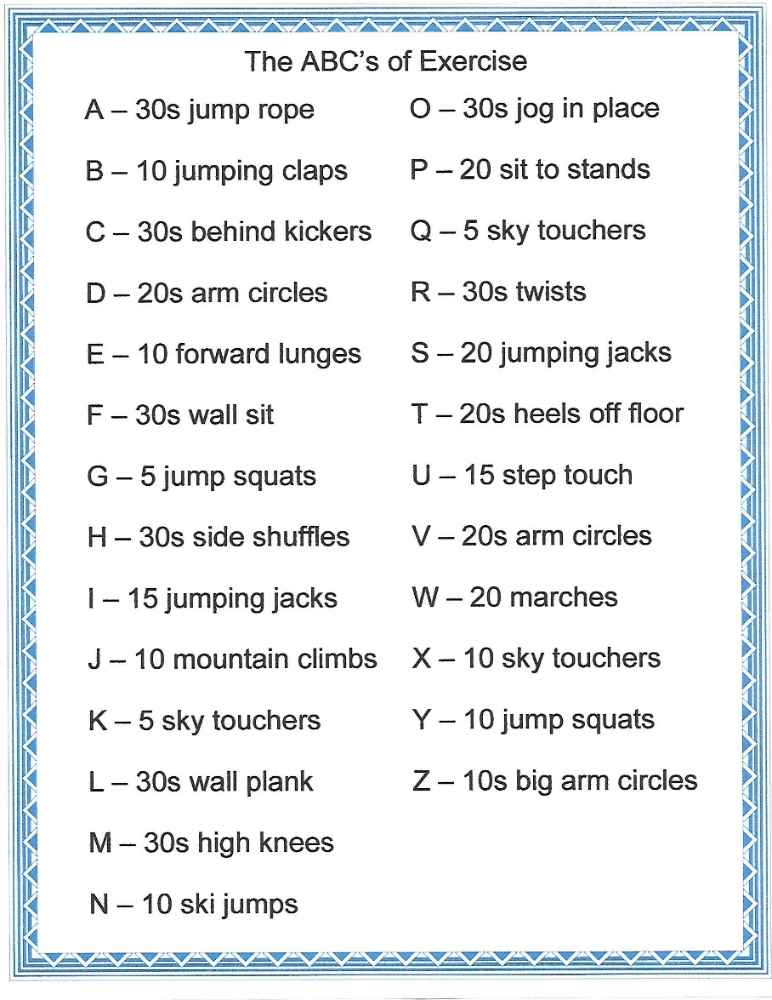 The ABC's of Exercise
A – 30s jump rope
B – 10 jumping claps
C – 30s behind kickers
D – 20s arm circles
E – 10 forward lunges
F – 30s wall sit
G – 5 jump squats
H – 30s side shuffles
I – 15 jumping jacks
J – 10 mountain climbs
K – 5 sky touchers
L – 30s wall plank
M – 30s high knees
N – 10 ski jumps
O – 30s jog in place
P – 20 sit to stands
Q – 5 sky touchers
R – 30s twists
S – 20 jumping jacks
T – 20s heels off floor
U – 15 step touch
V – 20s arm circles
W – 20 marches
X – 10 sky touchers
Y – 10 jump squats
Z – 10s big arm circles